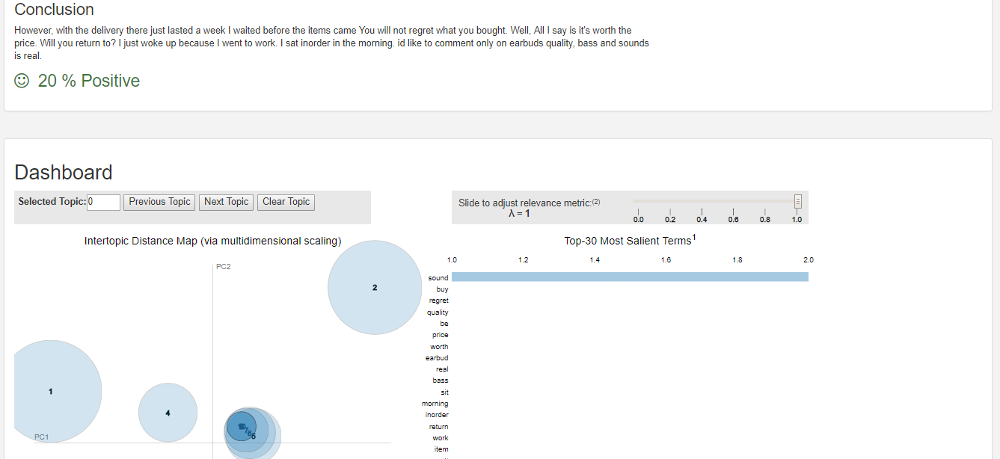 Conclusion
However, with the delivery there just lasted a week I waited before the items came You will not regret what you bought. Well, All I say is it's worth the
price. Will you return to? I just woke up because I went to work. I sat inorder in the morning. id like to comment only on earbuds quality, bass and sounds
is real.
20 % Positive
Dashboard
Selected Topic: 0 Previous Topic Next Topic Clear Topic
Slide to adjust relevance metric:(2)
λ = 1
0.0 0.2 0.4 0.6 0.8 1.0
Intertopic Distance Map (via multidimensional scaling)
PC2
2
1
4
PC1
7
6
5
Top-30 Most Salient Terms1
1.0 1.2 1.4 1.6 1.8 2.0
sound
buy
regret
quality
be
price
worth
earbud
real
bass
sit
morning
inorder
return
work
item